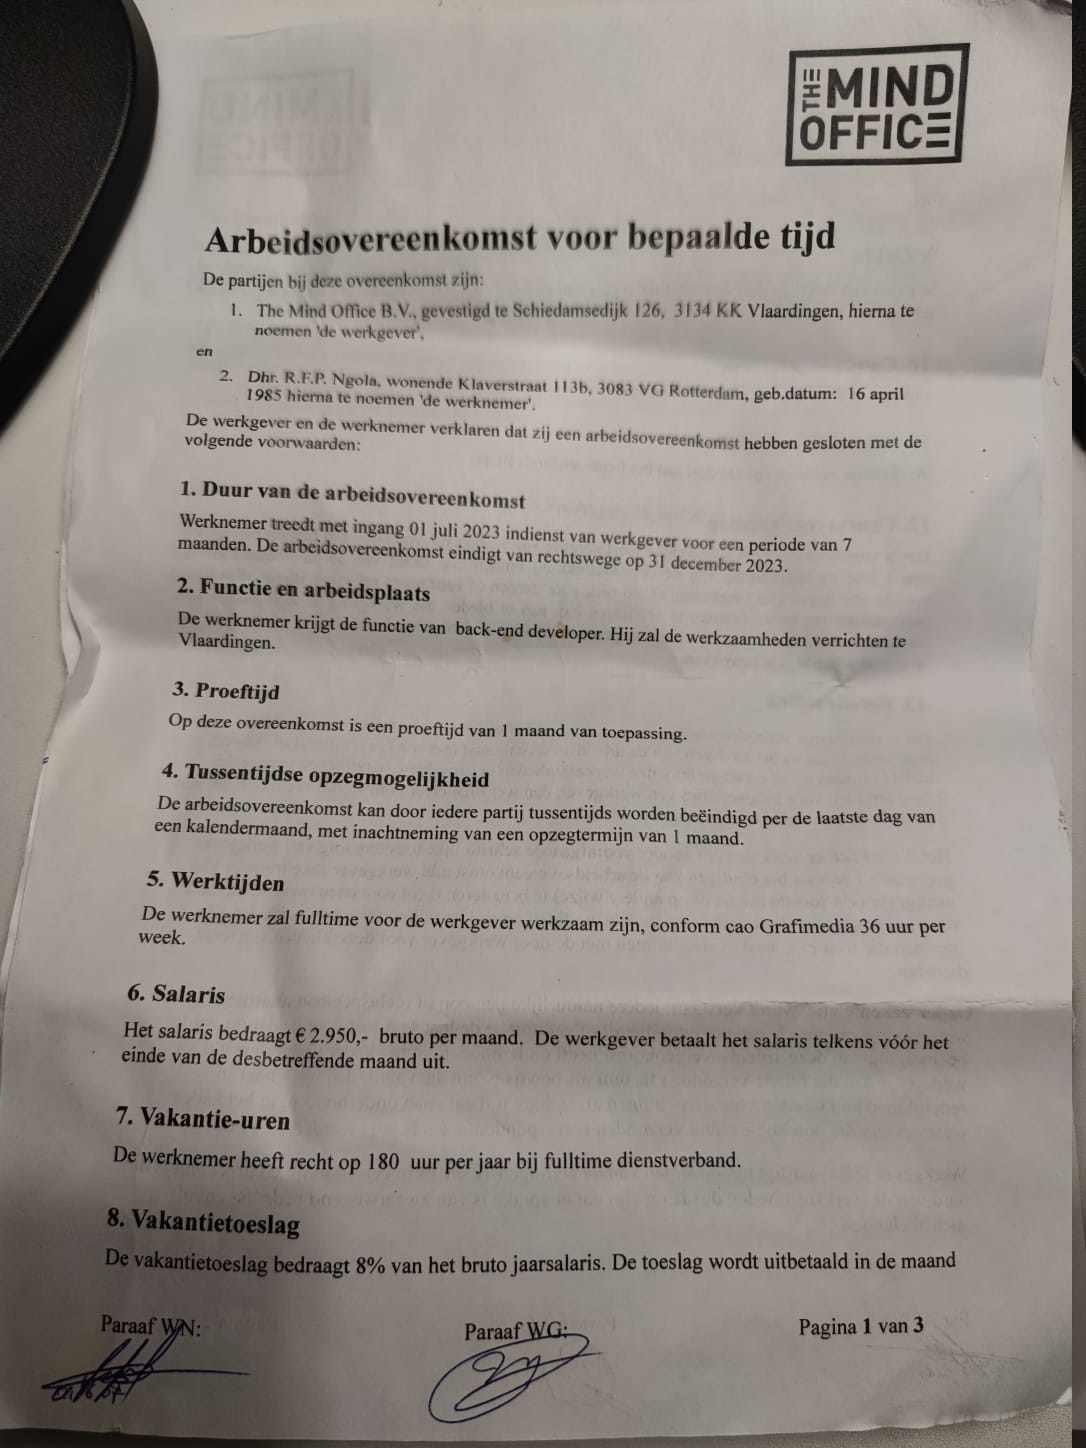 THE MIND
OFFICE
Arbeidsovereenkomst voor bepaalde tijd
De partijen bij deze overeenkomst zijn:
1. The Mind Office B.V., gevestigd te Schiedamsedijk 126, 3134 KK Vlaardingen, hierna te
noemen 'de werkgever',
en
2. Dhr. R.F.P. Ngola, wonende Klaverstraat 113b, 3083 VG Rotterdam, geb.datum: 16 april
1985 hierna te noemen 'de werknemer'.
De werkgever en de werknemer verklaren dat zij een arbeidsovereenkomst hebben gesloten met de
volgende voorwaarden:
1. Duur van de arbeidsovereenkomst
Werknemer treedt met ingang 01 juli 2023 indienst van werkgever voor een periode van 7
maanden. De arbeidsovereenkomst eindigt van rechtswege op 31 december 2023.
2. Functie en arbeidsplaats
De werknemer krijgt de functie van back-end developer. Hij zal de werkzaamheden verrichten te
Vlaardingen.
3. Proeftijd
Op deze overeenkomst is een proeftijd van 1 maand van toepassing.
4. Tussentijdse opzegmogelijkheid
De arbeidsovereenkomst kan door iedere partij tussentijds worden beëindigd per de laatste dag van
een kalendermaand, met inachtneming van een opzegtermijn van 1 maand.
5. Werktijden
De werknemer zal fulltime voor de werkgever werkzaam zijn, conform cao Grafimedia 36 uur per
week.
6. Salaris
Het salaris bedraagt € 2.950,- bruto per maand. De werkgever betaalt het salaris telkens vóór het
einde van de desbetreffende maand uit.
7. Vakantie-uren
De werknemer heeft recht op 180 uur per jaar bij fulltime dienstverband.
8. Vakantietoeslag
De vakantietoeslag bedraagt 8% van het bruto jaarsalaris. De toeslag wordt uitbetaald in de maand
Paraaf WN: Paraaf WG: Pagina 1 van 3